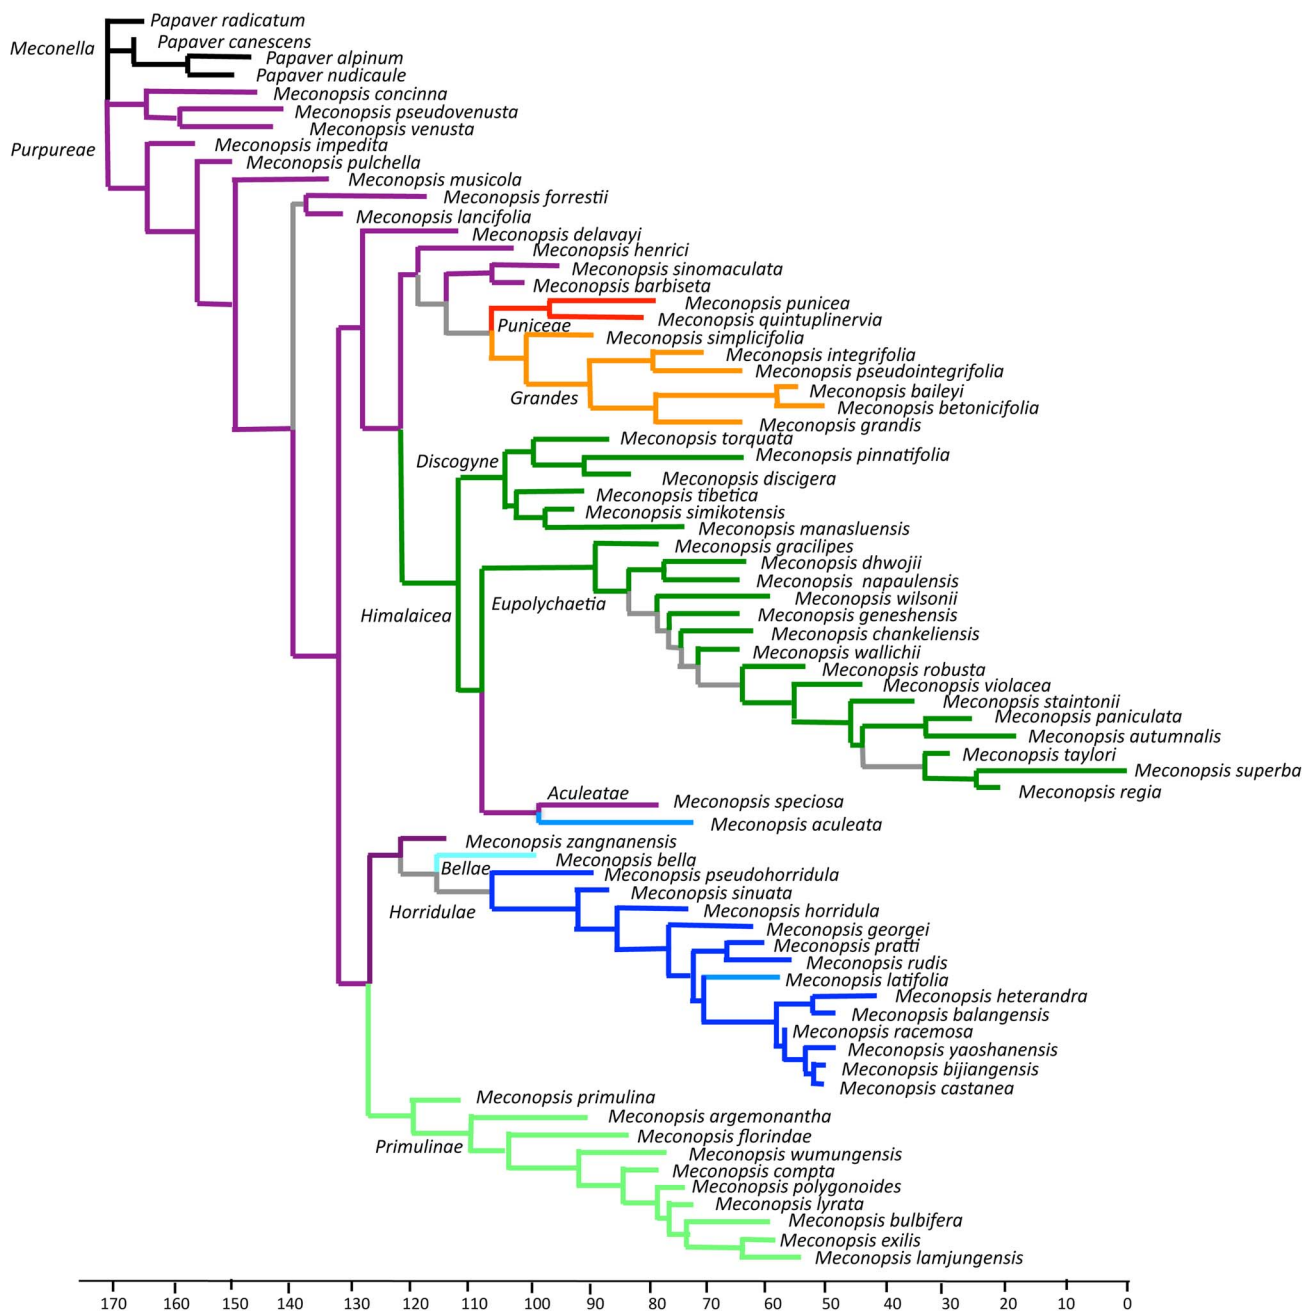 Papaver radicatum
Papaver canescens
Meconella
Papaver alpinum
Papaver nudicaule
Meconopsis concinna
Meconopsis pseudovenusta
Meconopsis venusta
Meconopsis impedita
Purpureae
Meconopsis pulchella
Meconopsis musicola
Meconopsis forrestii
Meconopsis lancifolia
Meconopsis delavayi
Meconopsis henrici
Meconopsis sinomaculata
Meconopsis barbiseta
Meconopsis punicea
Meconopsis quintuplinervia
Puniceae
Meconopsis simplicifolia
Meconopsis integrifolia
Meconopsis pseudointegrifolia
Meconopsis baileyi
Grandes
Meconopsis betonicifolia
Meconopsis grandis
Meconopsis torquata
Meconopsis pinnatifolia
Discogyne
Meconopsis discigera
Meconopsis tibetica
Meconopsis simikotensis
Meconopsis manasluensis
Meconopsis gracilipes
Meconopsis dhwojii
Meconopsis napaulensis
Meconopsis wilsonii
Eupolychaetia
Himalaicea
Meconopsis geneshensis
Meconopsis chankeliensis
Meconopsis wallichii
Meconopsis robusta
Meconopsis violacea
Meconopsis staintonii
Meconopsis paniculata
Meconopsis autumnalis
Meconopsis taylori
Meconopsis superba
Meconopsis regia
Aculeatae
Meconopsis speciosa
Meconopsis aculeata
Meconopsis zangnanensis
Meconopsis bella
Bellae
Meconopsis pseudohorridula
Meconopsis sinuata
Horridulae
Meconopsis horridula
Meconopsis georgei
Meconopsis pratti
Meconopsis rudis
Meconopsis latifolia
Meconopsis heterandra
Meconopsis balangensis
Meconopsis racemosa
Meconopsis yaoshanensis
Meconopsis bijiangensis
Meconopsis castanea
Meconopsis primulina
Meconopsis argemonantha
Meconopsis florindae
Primulinae
Meconopsis wumungensis
Meconopsis compta
Meconopsis polygonoides
Meconopsis lyrata
Meconopsis bulbifera
Meconopsis exilis
Meconopsis lamjungensis
170 160 150 140 130 120 110 100 90 80 70 60 50 40 30 20 10 0